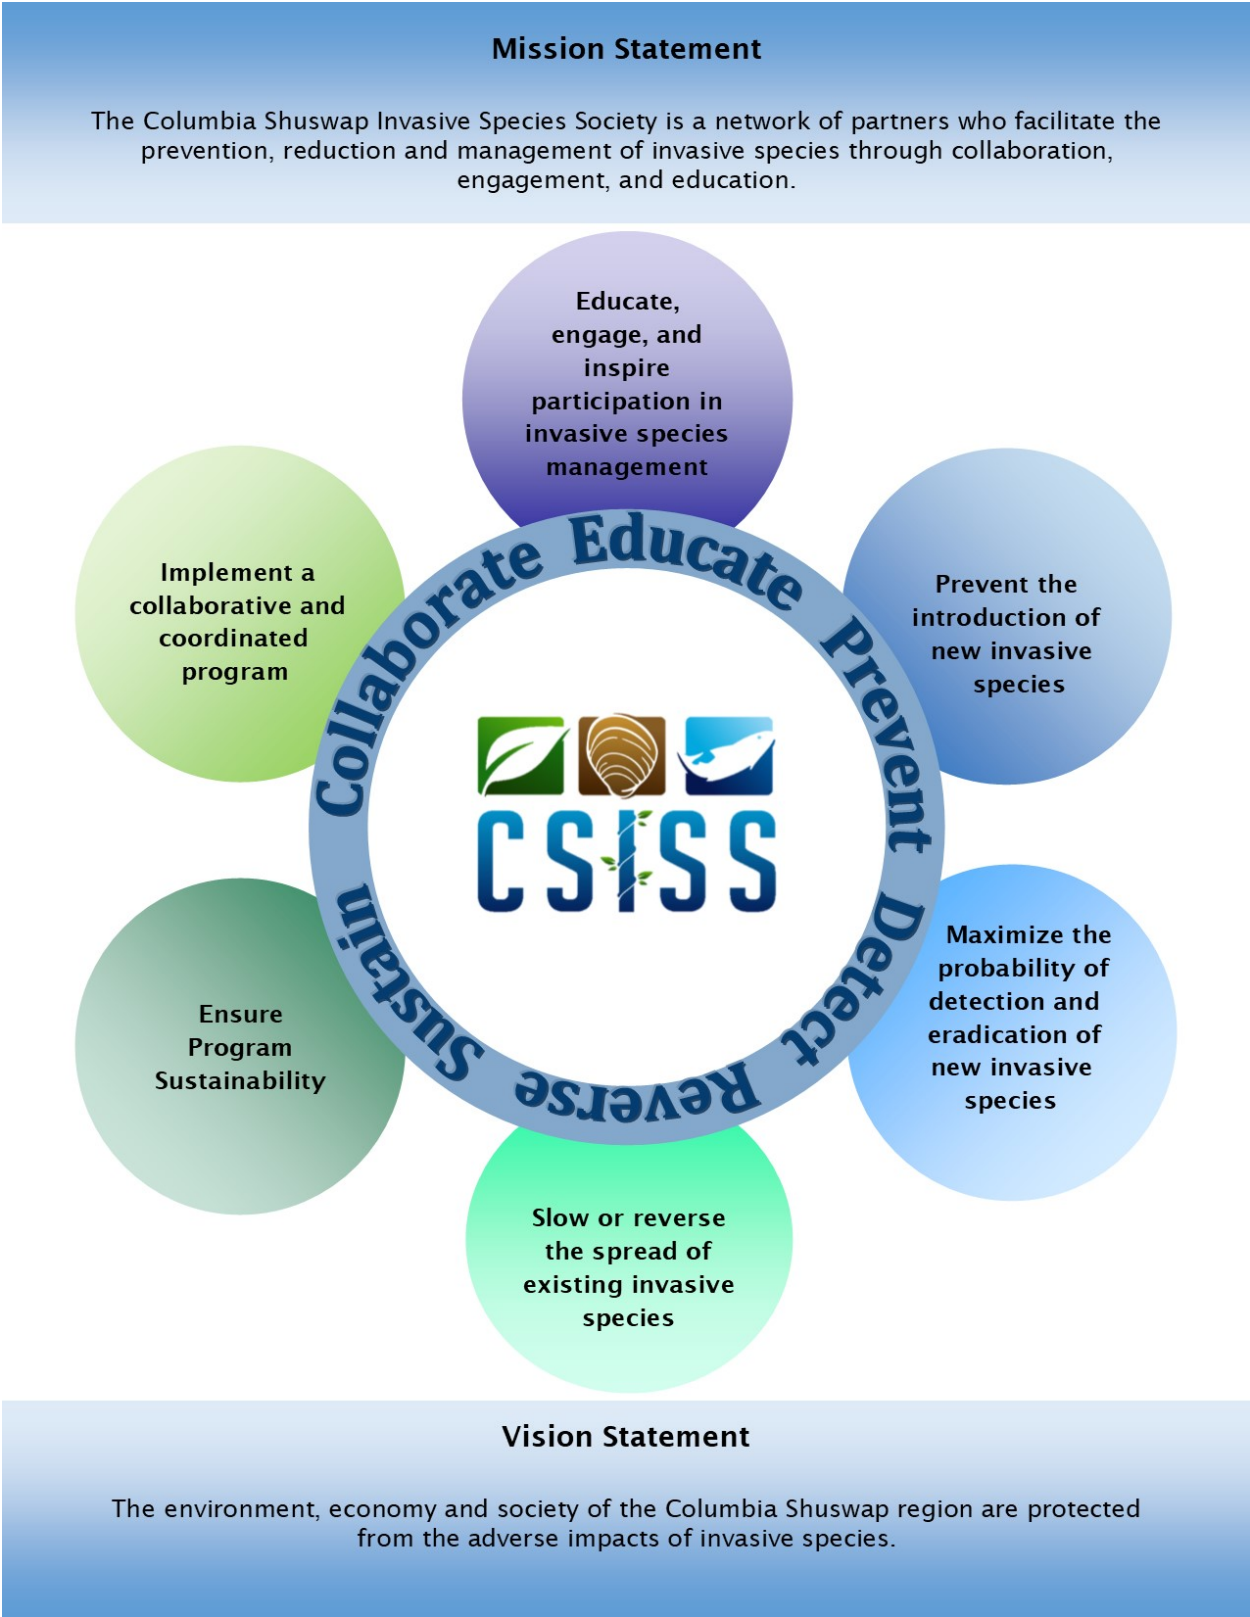 Mission Statement
The Columbia Shuswap Invasive Species Society is a network of partners who facilitate the
prevention, reduction and management of invasive species through collaboration,
engagement, and education.
Educate,
engage, and
inspire
participation in
invasive species
management
Implement a
collaborative and
coordinated
program
Prevent the
introduction of
new invasive
species
Collaborate Educate Prevent Detect Reverse Sustain
CSISS
Maximize the
probability of
detection and
eradication of
new invasive
species
Ensure
Program
Sustainability
Slow or reverse
the spread of
existing invasive
species
Vision Statement
The environment, economy and society of the Columbia Shuswap region are protected
from the adverse impacts of invasive species.